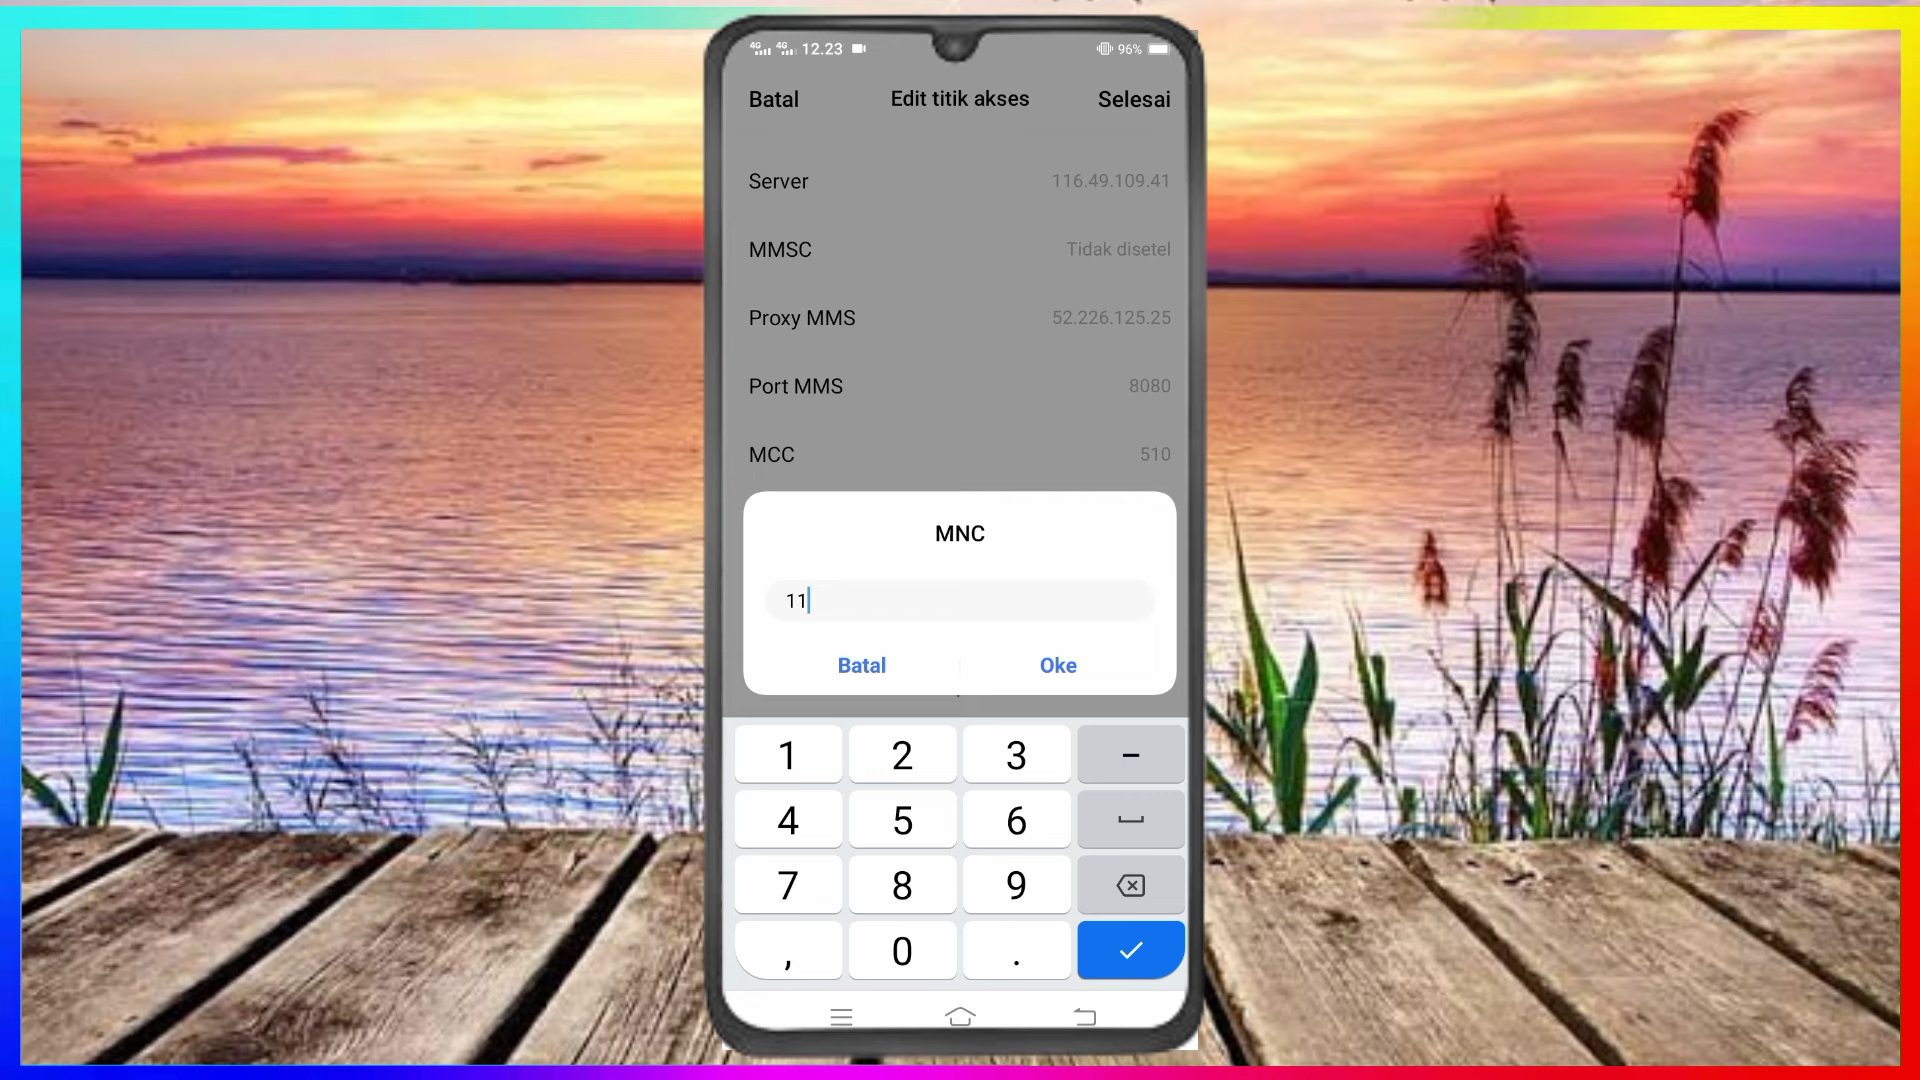 4G 4G 12.23 96%
Batal Edit titik akses Selesai
Server 116.49.109.41
MMSC Tidak disetel
Proxy MMS 52.226.125.25
Port MMS 8080
MCC 510
MNC
11
Batal Oke
1 2 3 -
4 5 6
7 8 9
, 0 .